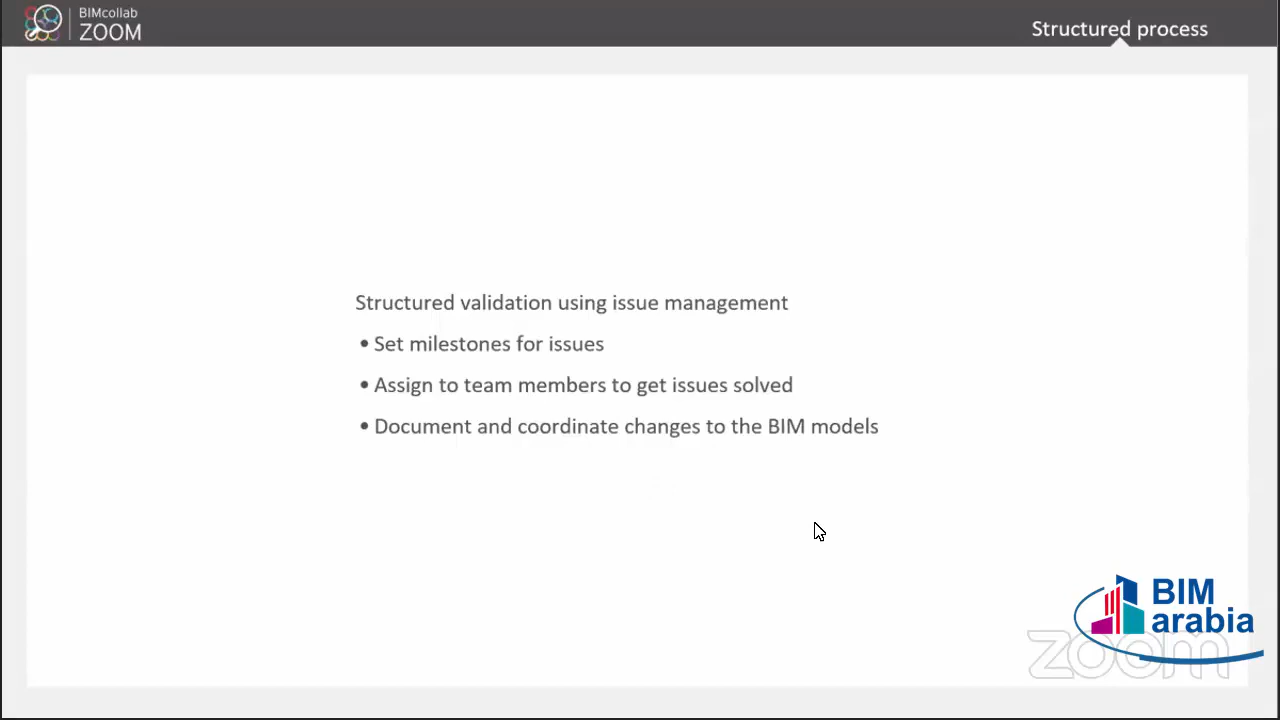 BIMcollab
ZOOM
Structured process
Structured validation using issue management
• Set milestones for issues
• Assign to team members to get issues solved
• Document and coordinate changes to the BIM models
BIM
arabia
zoom